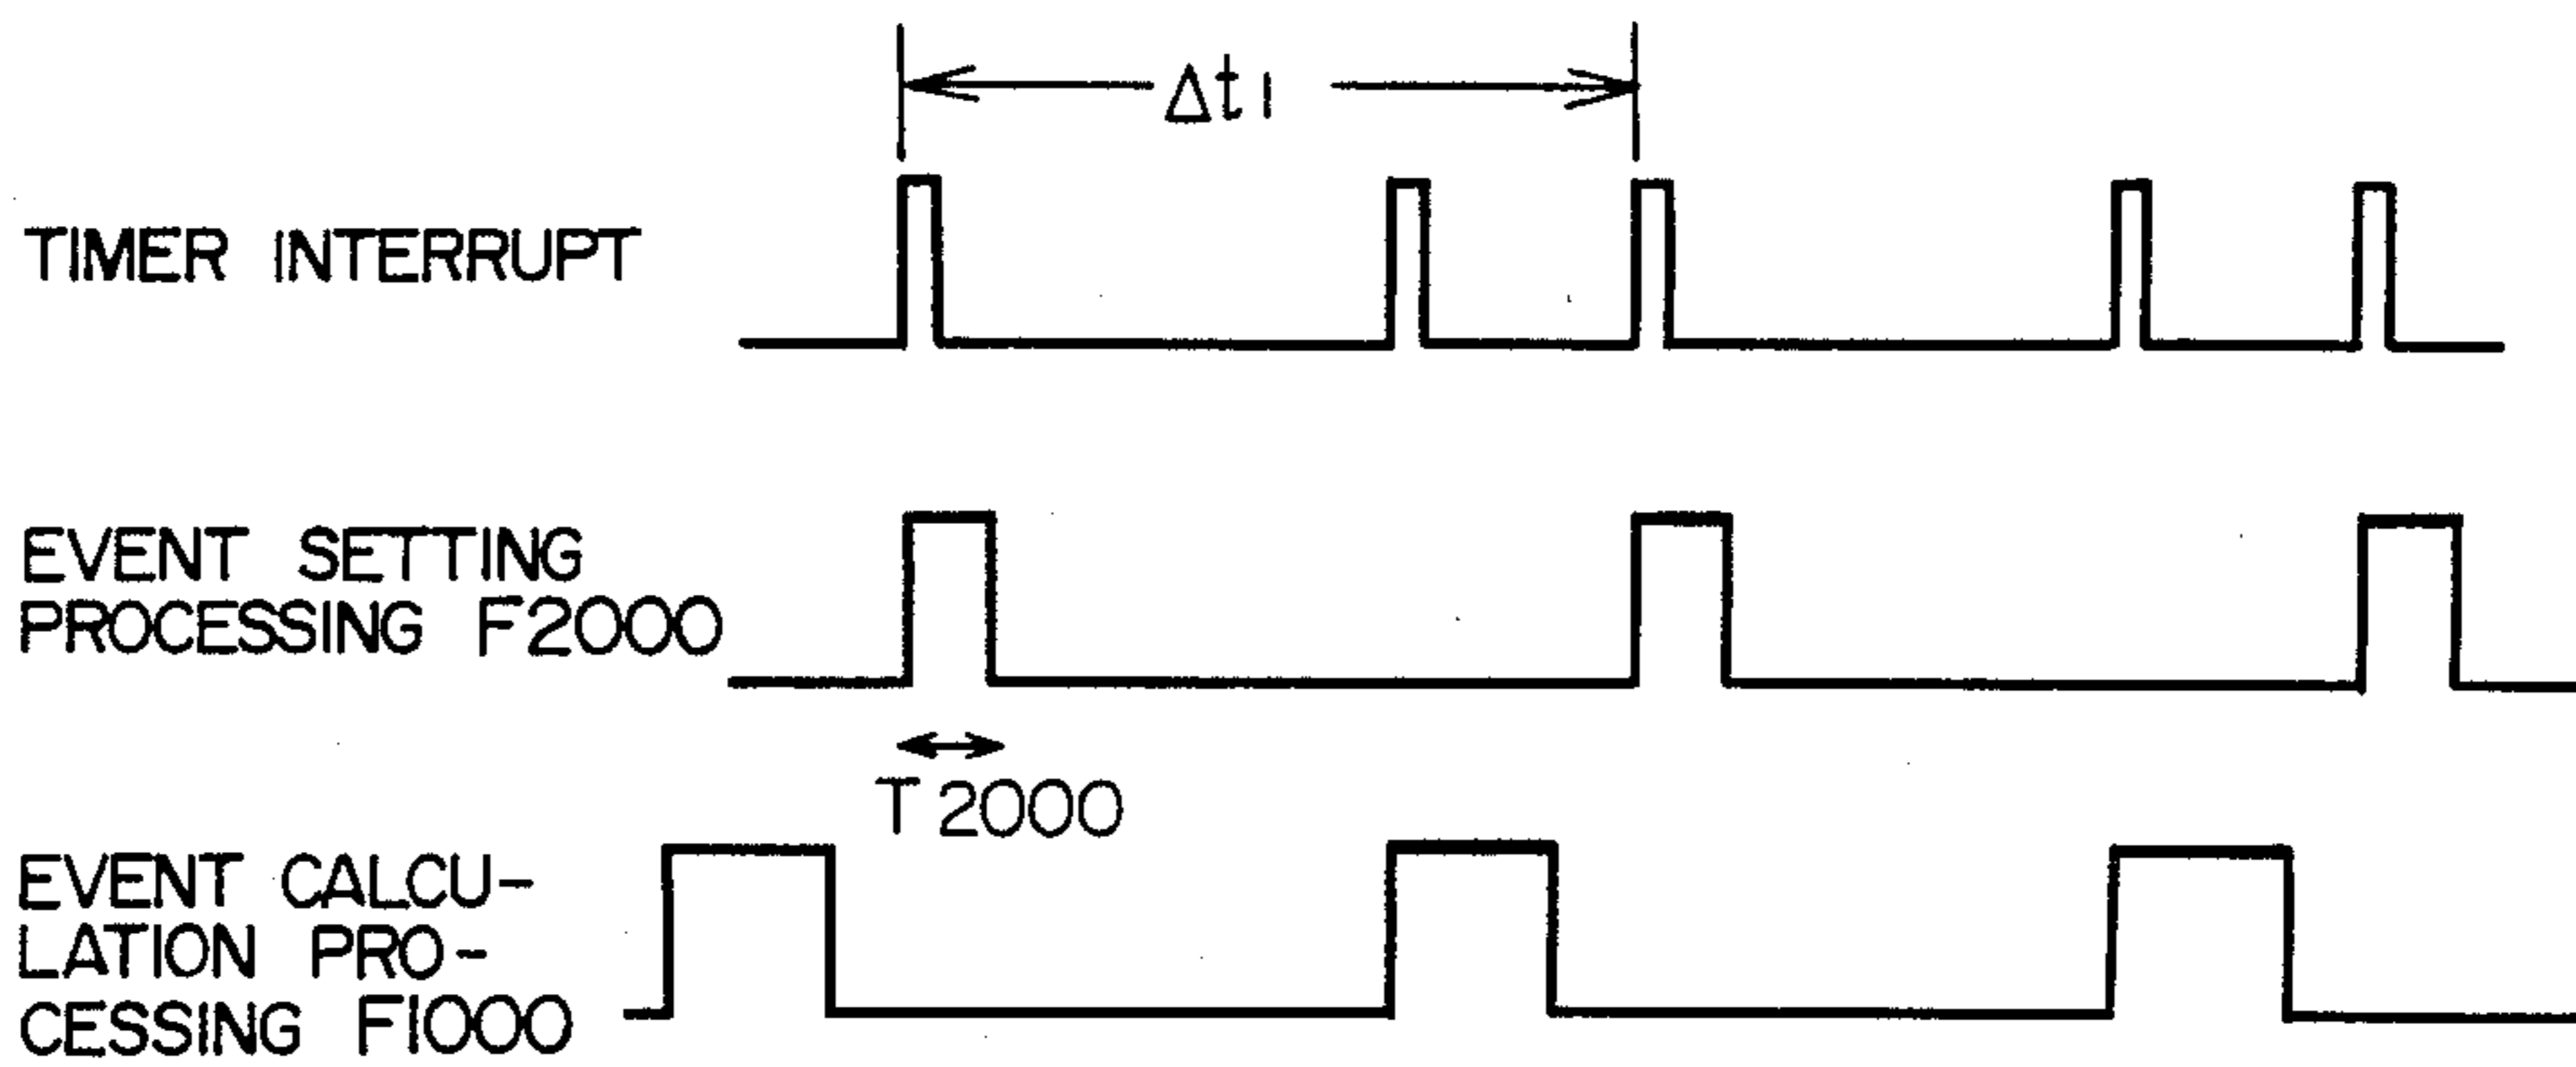 Δt1
TIMER INTERRUPT
EVENT SETTING
PROCESSING F2000
T2000
EVENT CALCU-
LATION PRO-
CESSING F1000